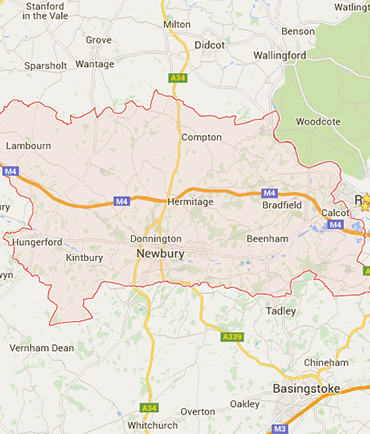 Stanford
in the Vale
Milton
Benson
Watling
Grove
Didcot
Wallingford
Sparsholt
Wantage
A34
Woodcote
Compton
Lambourn
M4
M4
Hermitage
M4
Bradfield
R
Calcot
M4
Hungerford
Donnington
Beenham
Kintbury
Newbury
A
Tadley
A339
Vernham Dean
Chineham
Basingstoke
A34
Oakley
Overton
Whitchurch
M3